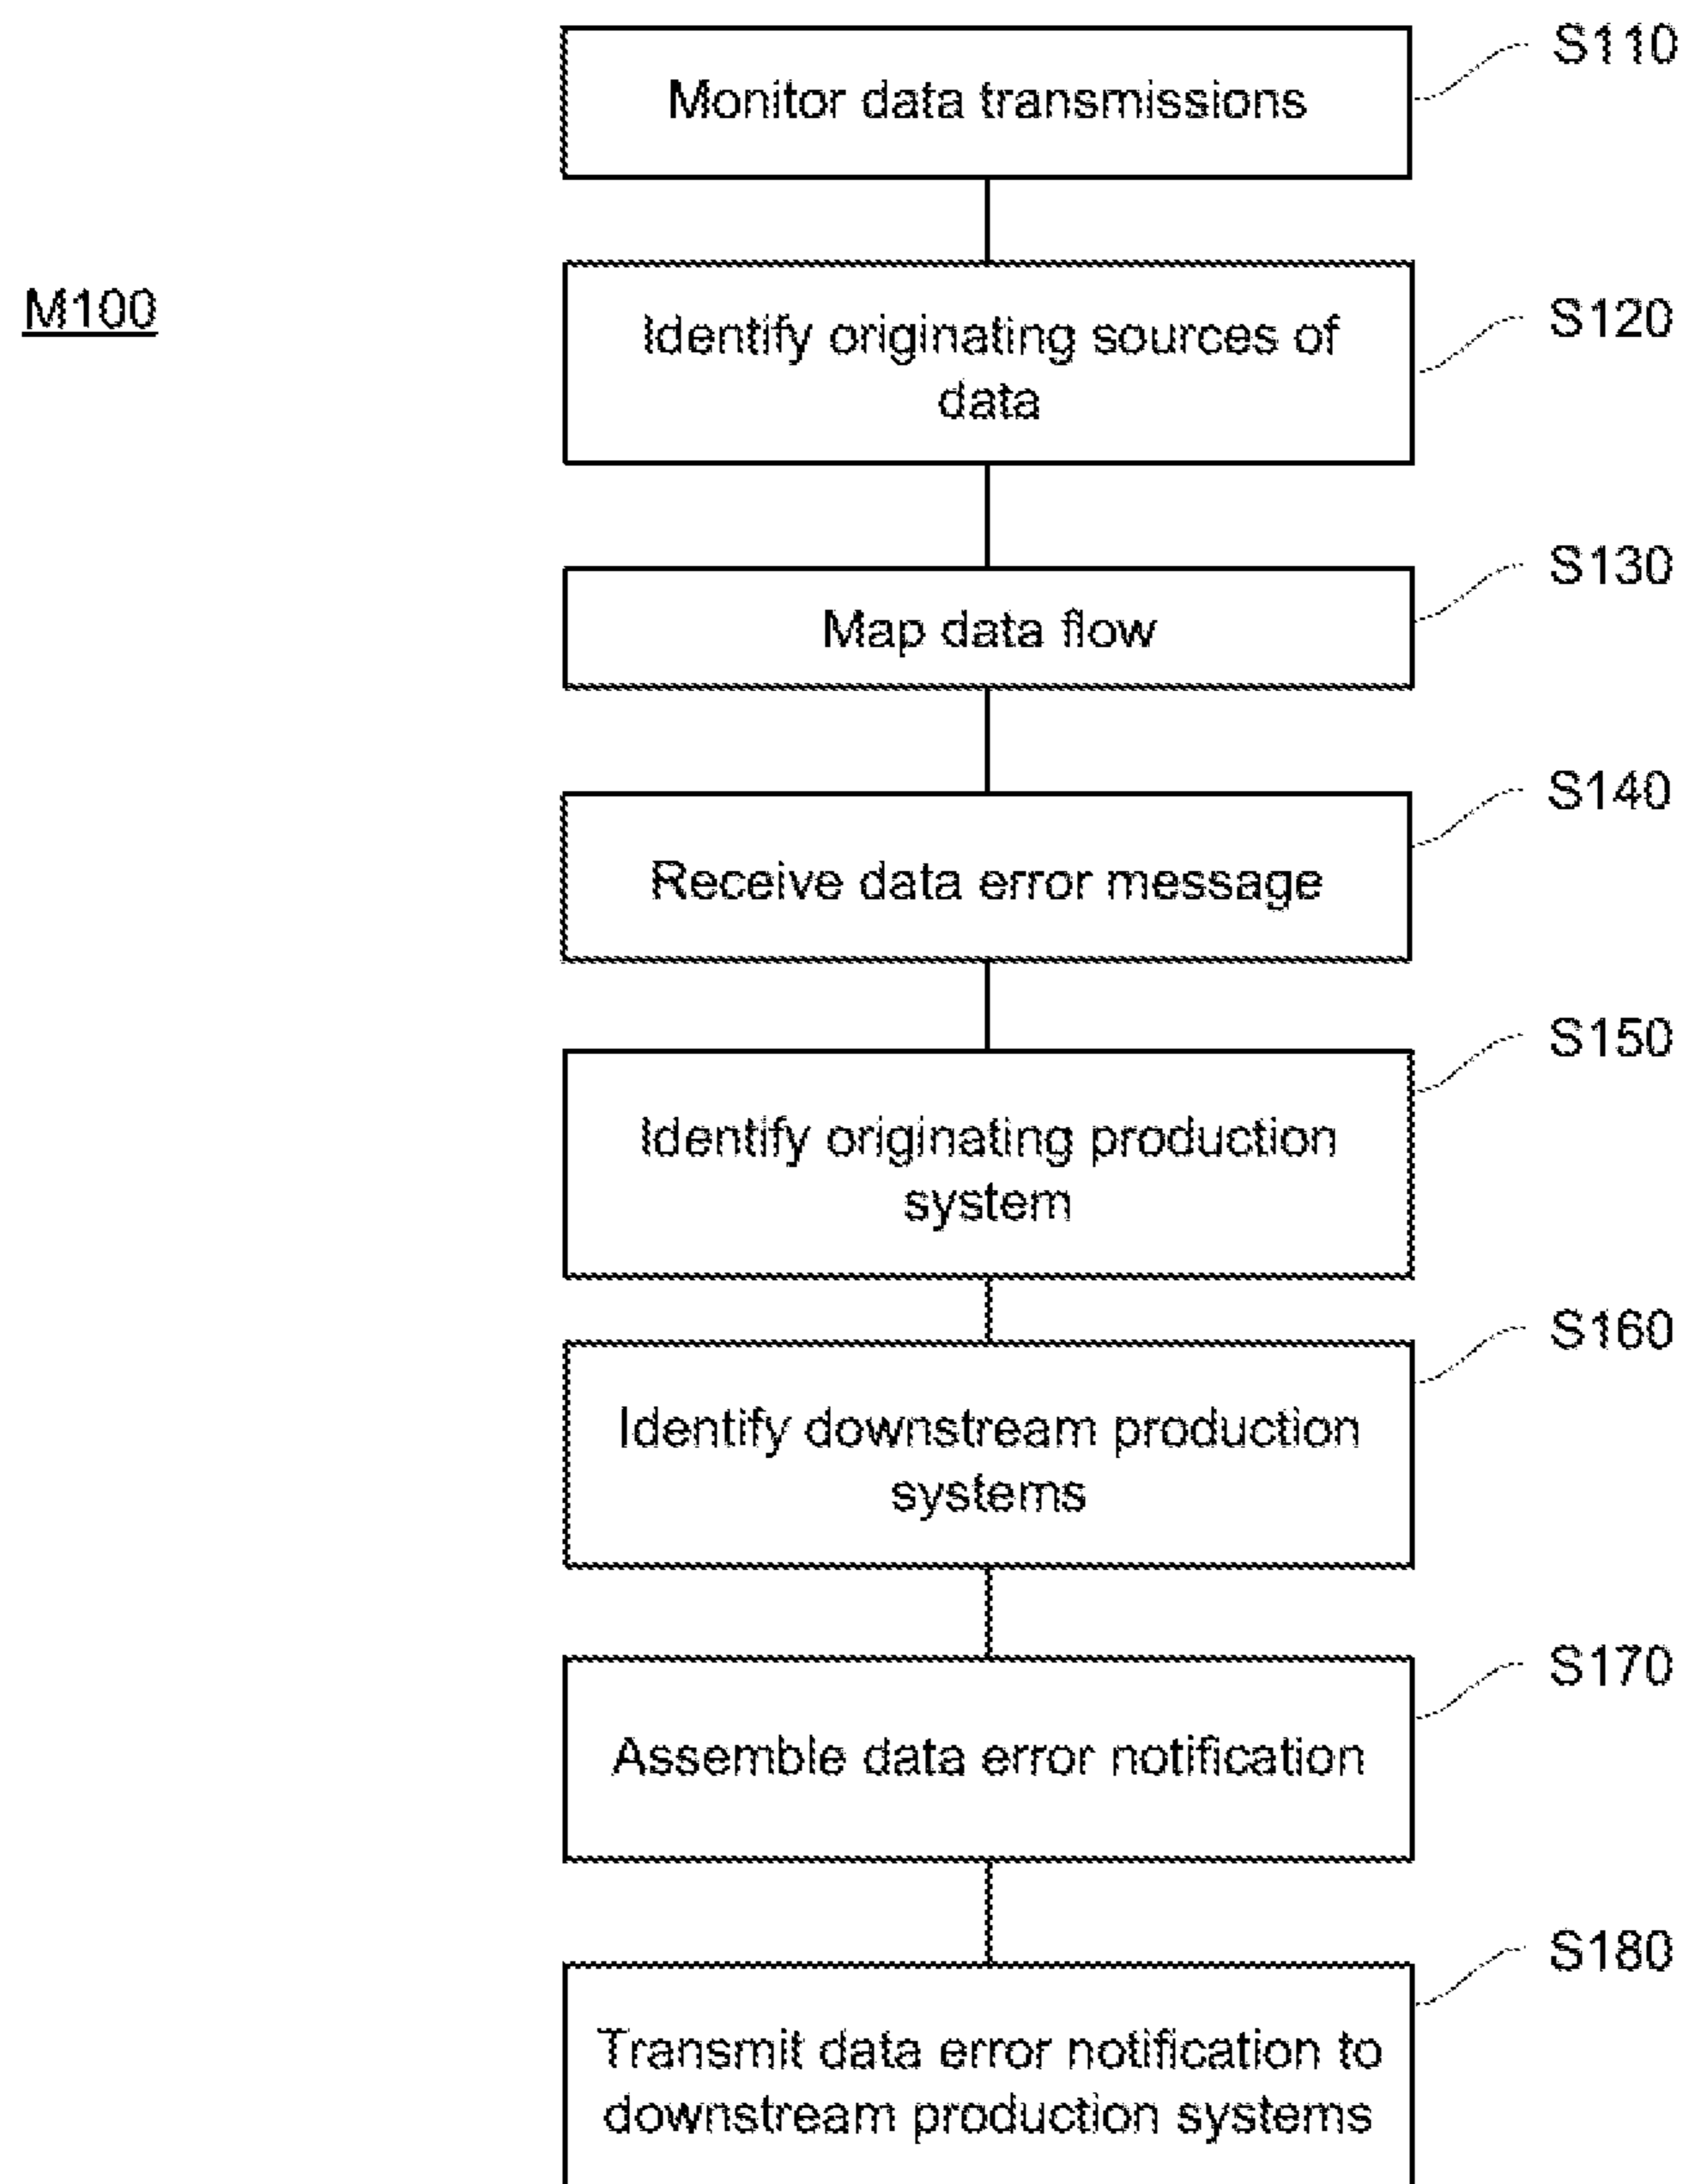 Monitor data transmissions
S110
M100
Identify originating sources of
data
S120
Map data flow
S130
Receive data error message
S140
Identify originating production
system
S150
Identify downstream production
systems
S160
Assemble data error notification
S170
Transmit data error notification to
downstream production systems
S180